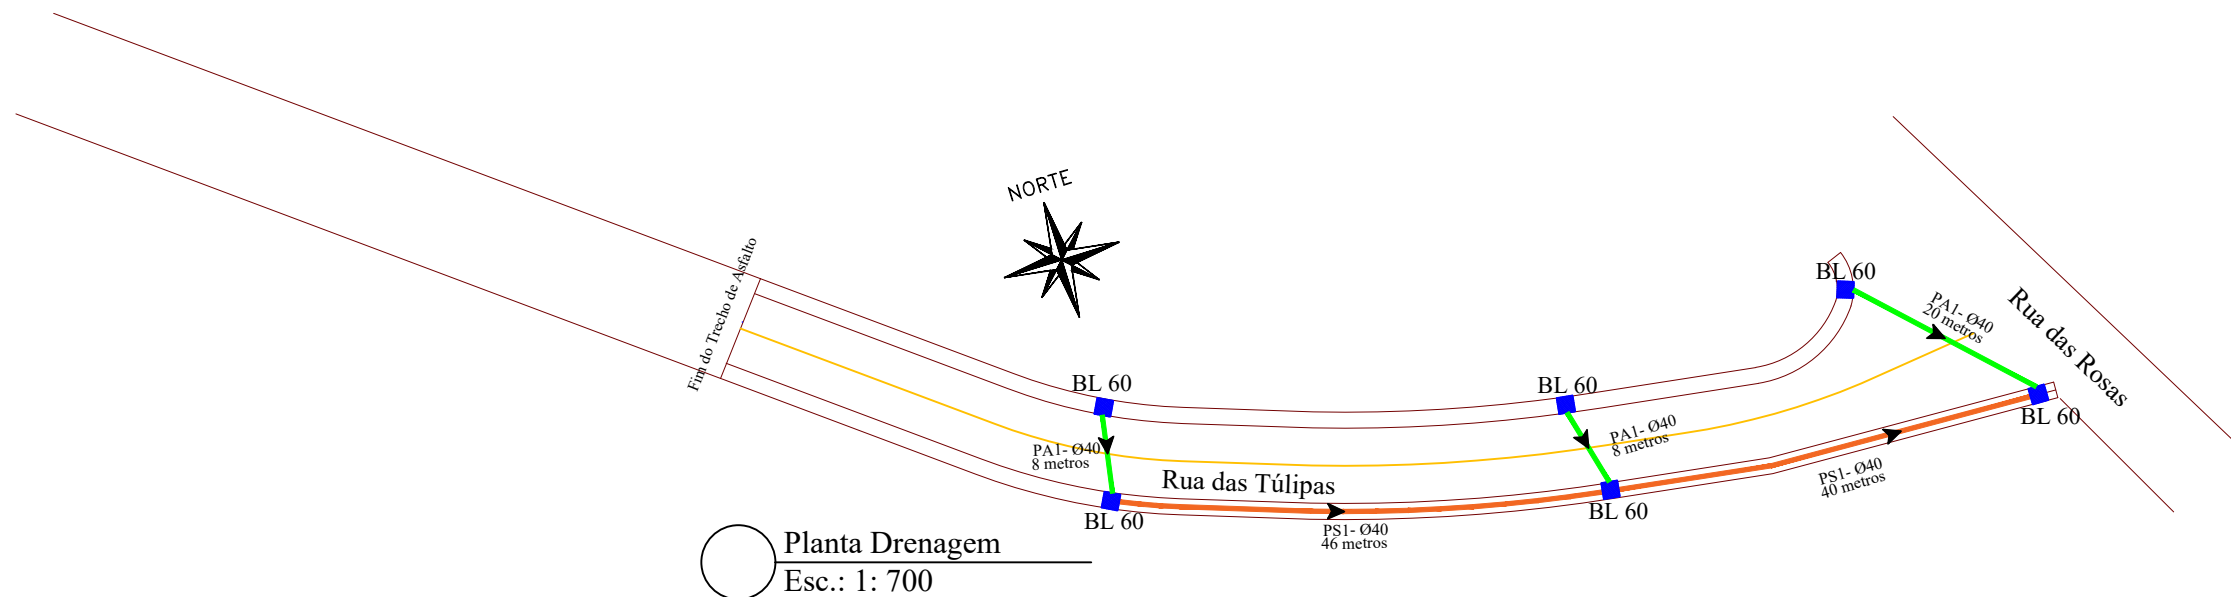 NORTE
Fim do Trecho de Asfalto
BL 60
PA1- Ø40
20 metros
Rua das Rosas
BL 60
BL 60
BL 60
PA1- Ø40
8 metros
PA1- Ø40
8 metros
Rua das Túlipas
PS1- Ø40
40 metros
BL 60
BL 60
PS1- Ø40
46 metros
Planta Drenagem
Esc.: 1: 700